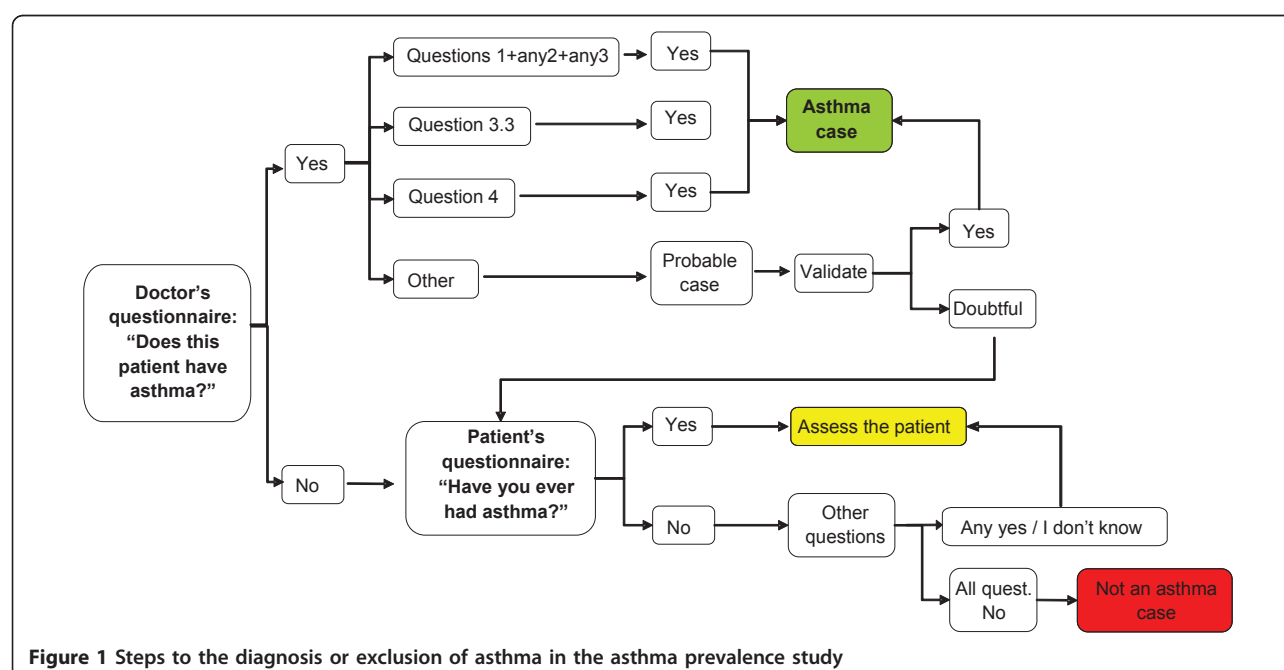 Questions 1+any2+any3
Yes
Question 3.3
Yes
Asthma
case
Yes
Question 4
Yes
Yes
Other
Probable
case
Validate
Doubtful
Doctor’s
questionnaire:
“Does this
patient have
asthma?”
Patient’s
questionnaire:
“Have you ever
had asthma?”
Yes
Assess the patient
No
No
Other
questions
Any yes / I don’t know
All quest.
No
Not an asthma
case
Figure 1 Steps to the diagnosis or exclusion of asthma in the asthma prevalence study